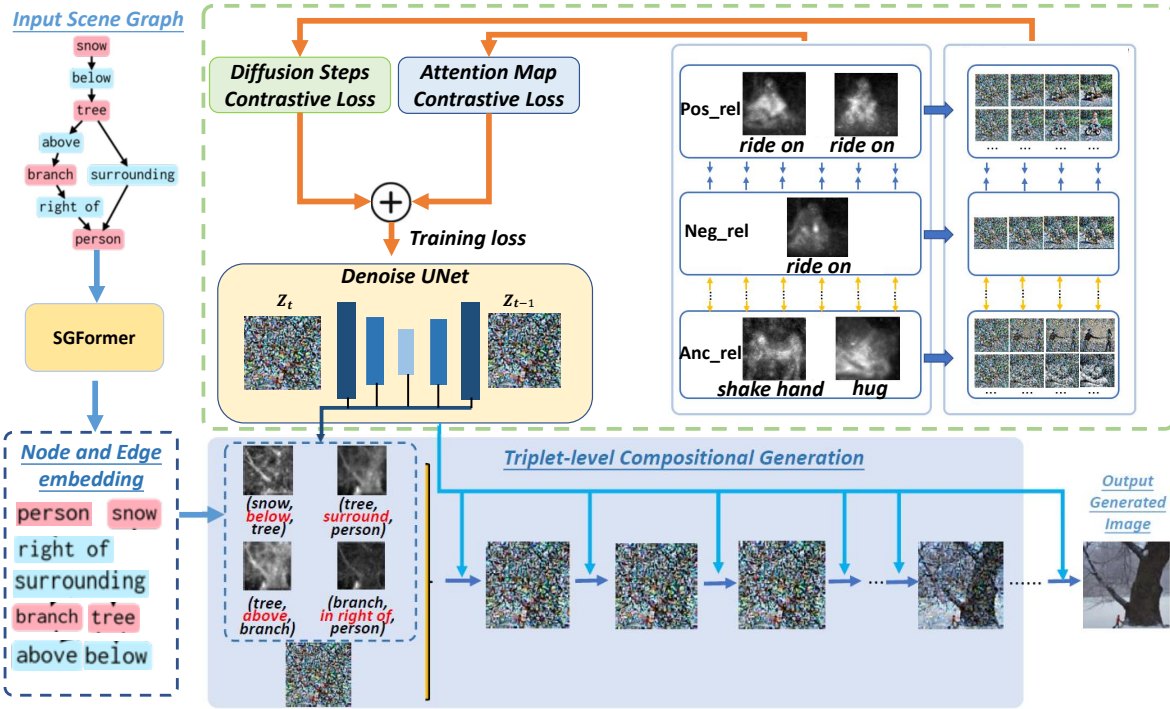 Input Scene Graph
snow
below
tree
above
branch
surrounding
right of
person
SGFormer
Node and Edge
embedding
person snow
right of
surrounding
branch tree
above below
Diffusion Steps
Contrastive Loss
Attention Map
Contrastive Loss
Training loss
Denoise UNet
Z_t
Z_{t-1}
Pos_rel
ride on
ride on
...
...
...
...
Neg_rel
ride on
Anc_rel
shake hand
hug
...
...
...
...
Triplet-level Compositional Generation
(snow,
below,
tree)
(tree,
surround,
person)
(tree,
above,
branch)
(branch,
in right of,
person)
...
......
Output
Generated
Image